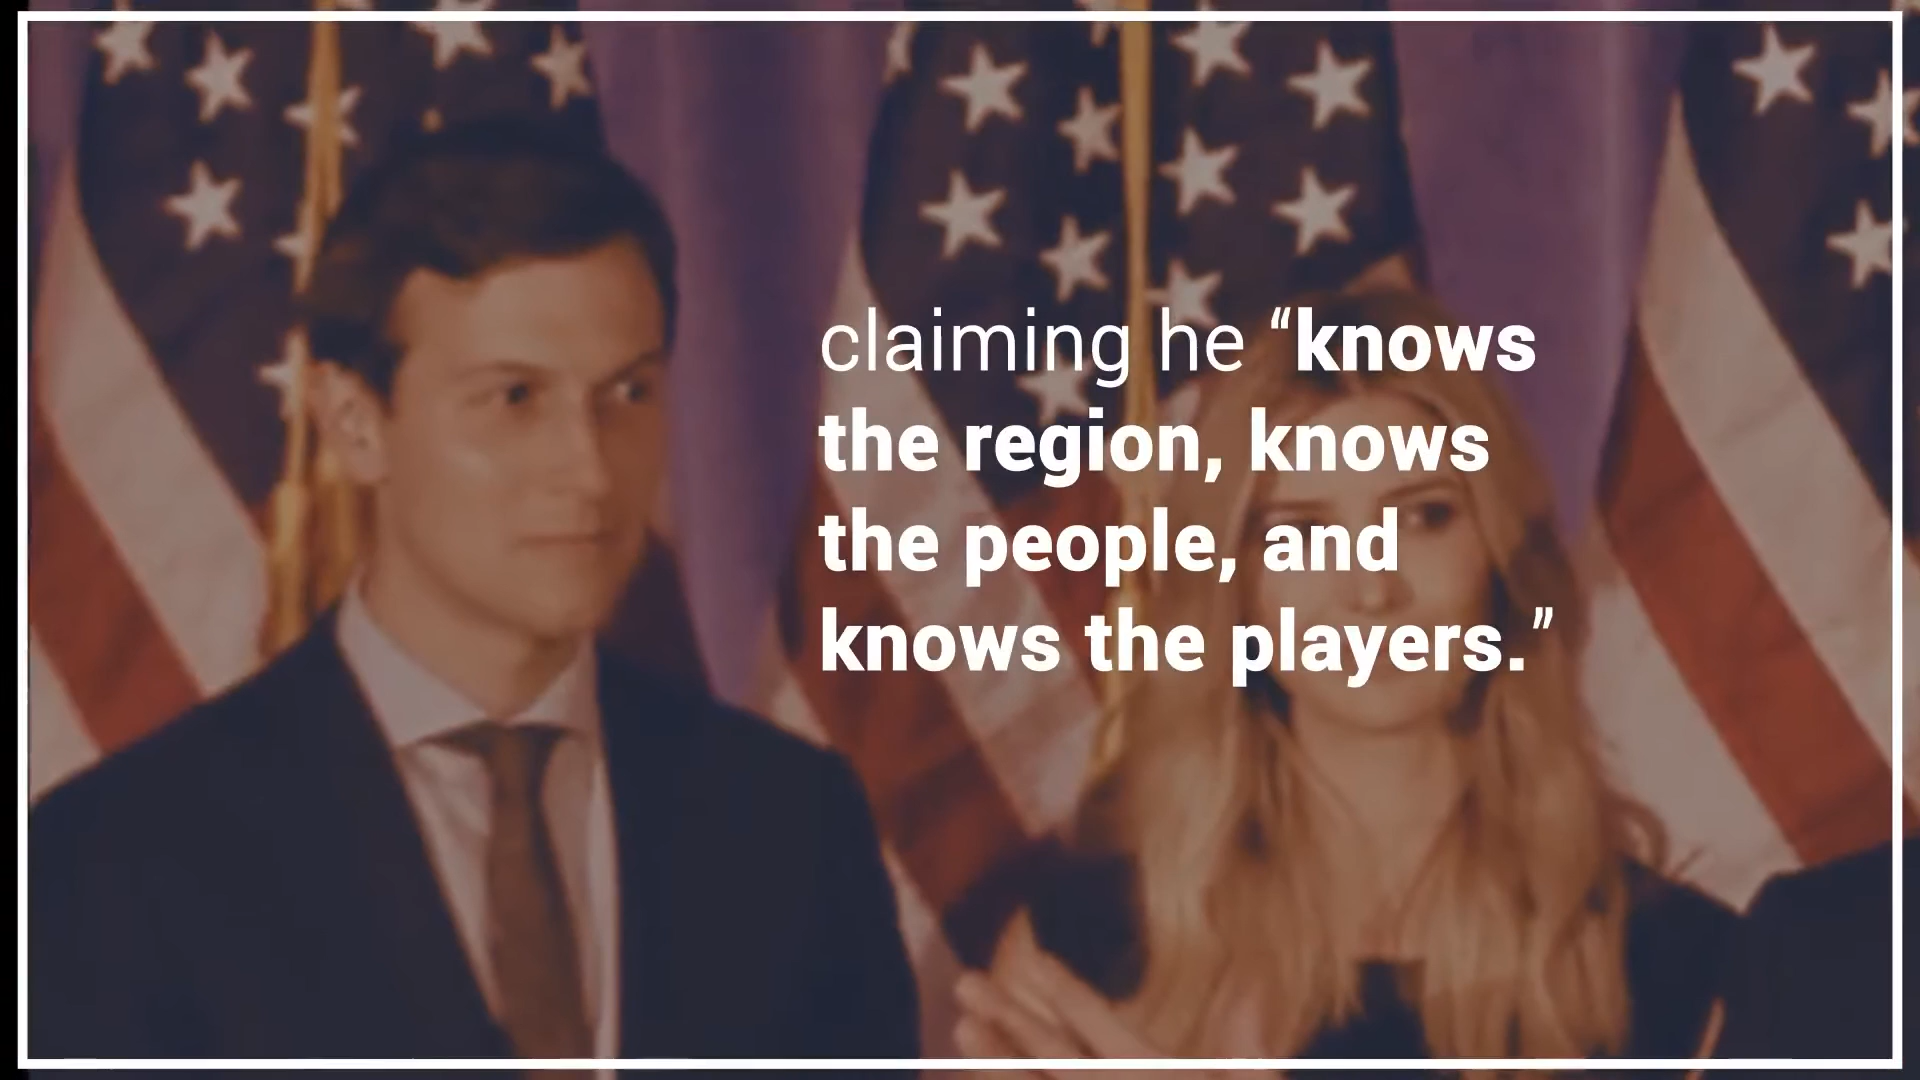 claiming he “knows
the region, knows
the people, and
knows the players.”